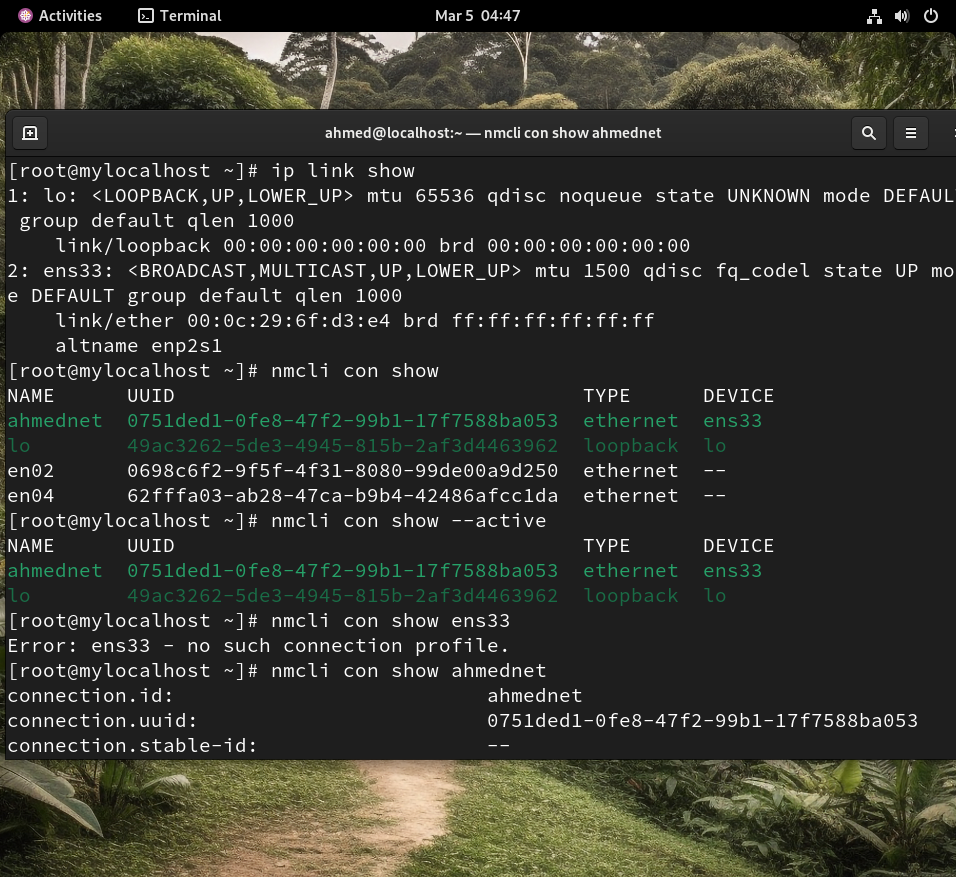 Activities Terminal Mar 5 04:47
ahmed@localhost:~ — nmcli con show ahmednet
[root@mylocalhost ~]# ip link show
1: lo: <LOOPBACK,UP,LOWER_UP> mtu 65536 qdisc noqueue state UNKNOWN mode DEFAUL
 group default qlen 1000
    link/loopback 00:00:00:00:00:00 brd 00:00:00:00:00:00
2: ens33: <BROADCAST,MULTICAST,UP,LOWER_UP> mtu 1500 qdisc fq_codel state UP mo
e DEFAULT group default qlen 1000
    link/ether 00:0c:29:6f:d3:e4 brd ff:ff:ff:ff:ff:ff
    altname enp2s1
[root@mylocalhost ~]# nmcli con show
NAME      UUID                                  TYPE      DEVICE
ahmednet  0751ded1-0fe8-47f2-99b1-17f7588ba053  ethernet  ens33
lo        49ac3262-5de3-4945-815b-2af3d4463962  loopback  lo
en02      0698c6f2-9f5f-4f31-8080-99de00a9d250  ethernet  --
en04      62fffa03-ab28-47ca-b9b4-42486afcc1da  ethernet  --
[root@mylocalhost ~]# nmcli con show --active
NAME      UUID                                  TYPE      DEVICE
ahmednet  0751ded1-0fe8-47f2-99b1-17f7588ba053  ethernet  ens33
lo        49ac3262-5de3-4945-815b-2af3d4463962  loopback  lo
[root@mylocalhost ~]# nmcli con show ens33
Error: ens33 - no such connection profile.
[root@mylocalhost ~]# nmcli con show ahmednet
connection.id:                          ahmednet
connection.uuid:                        0751ded1-0fe8-47f2-99b1-17f7588ba053
connection.stable-id:                   --